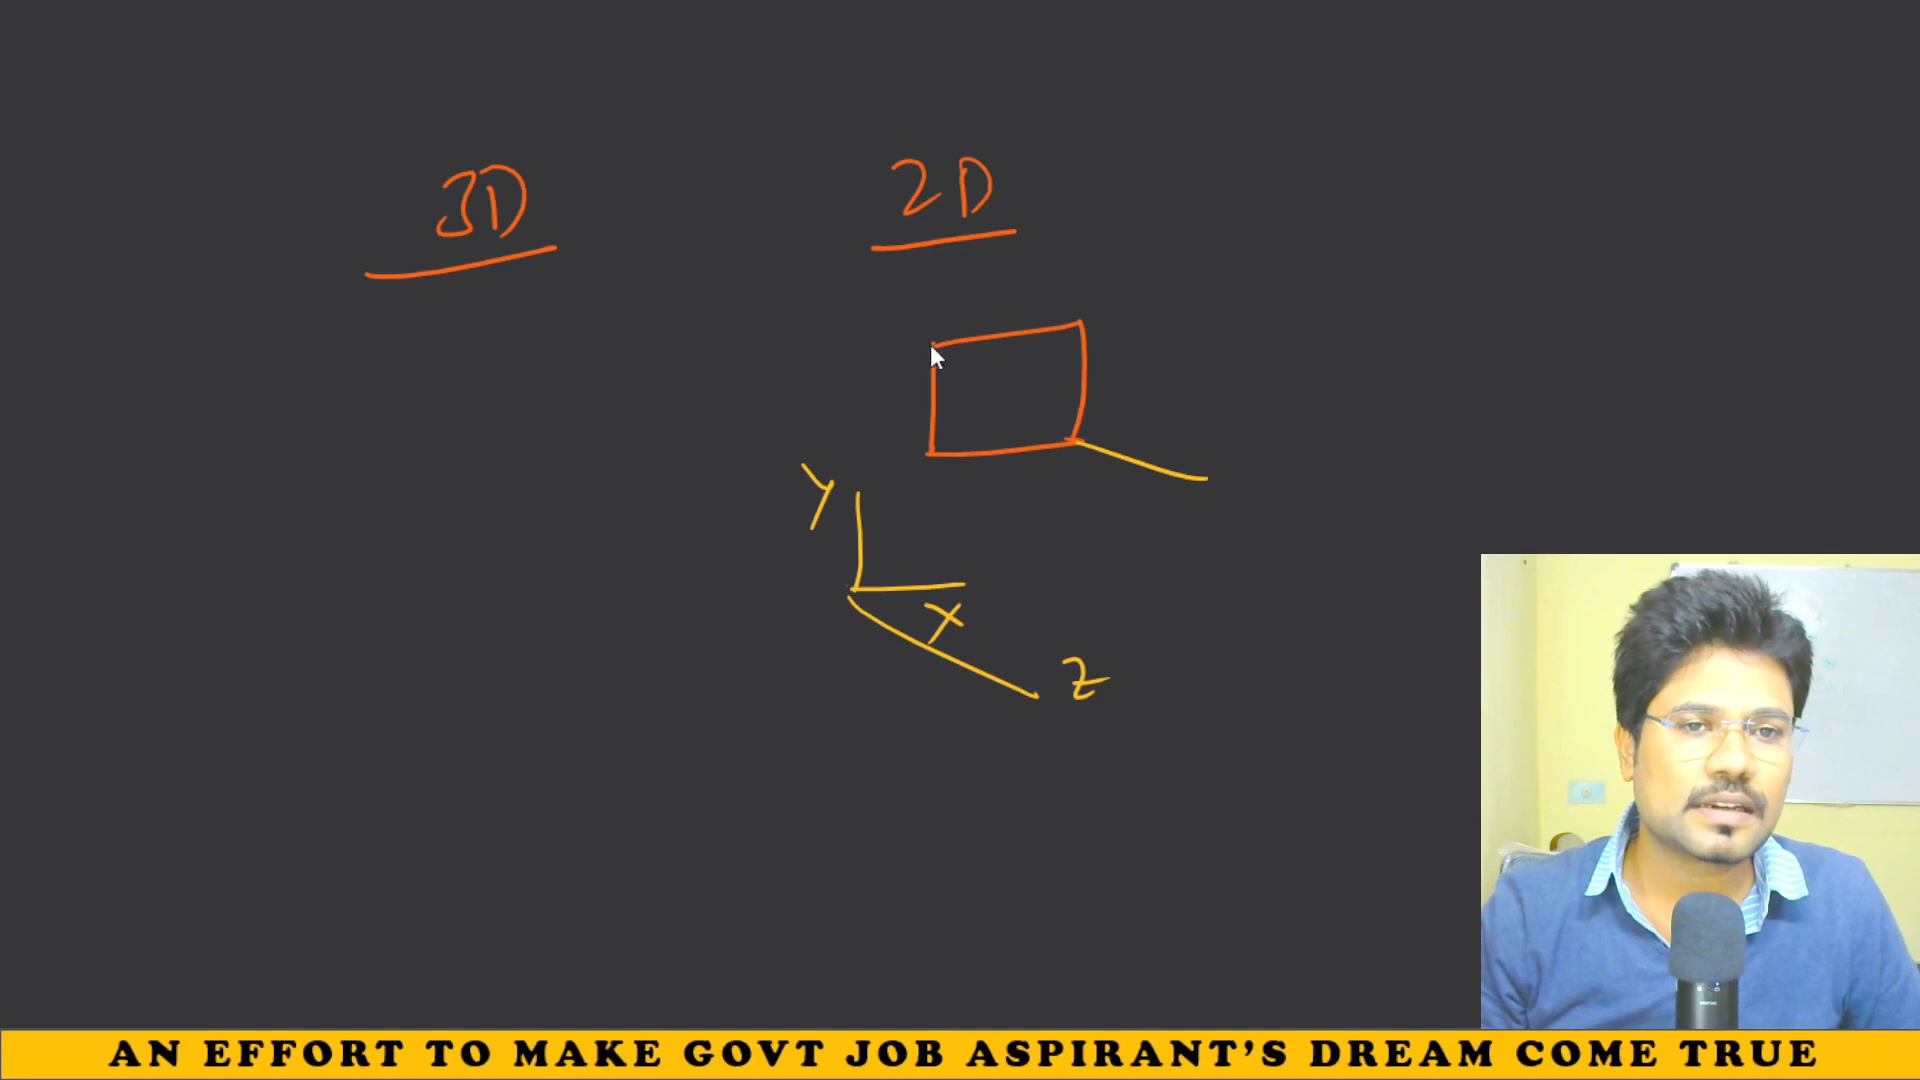 3D
2D
Y
X
Z
AN EFFORT TO MAKE GOVT JOB ASPIRANT'S DREAM COME TRUE